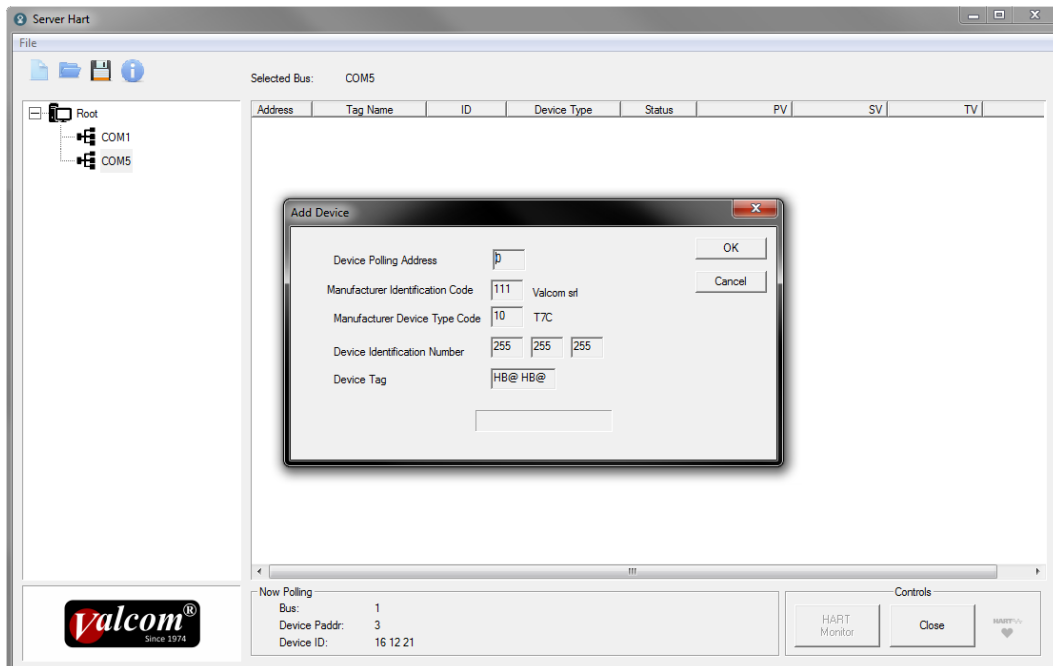 Server Hart
File
Selected Bus: COM5
Root
COM1
COM5
Address Tag Name ID Device Type Status PV SV TV
Add Device
OK
Cancel
Device Polling Address 0
Manufacturer Identification Code 111 Valcom srl
Manufacturer Device Type Code 10 T7C
Device Identification Number 255 255 255
Device Tag HB@ HB@
Valcom®
Since 1974
Now Polling
Bus: 1
Device Paddr: 3
Device ID: 16 12 21
Controls
HART
Monitor
Close
HART